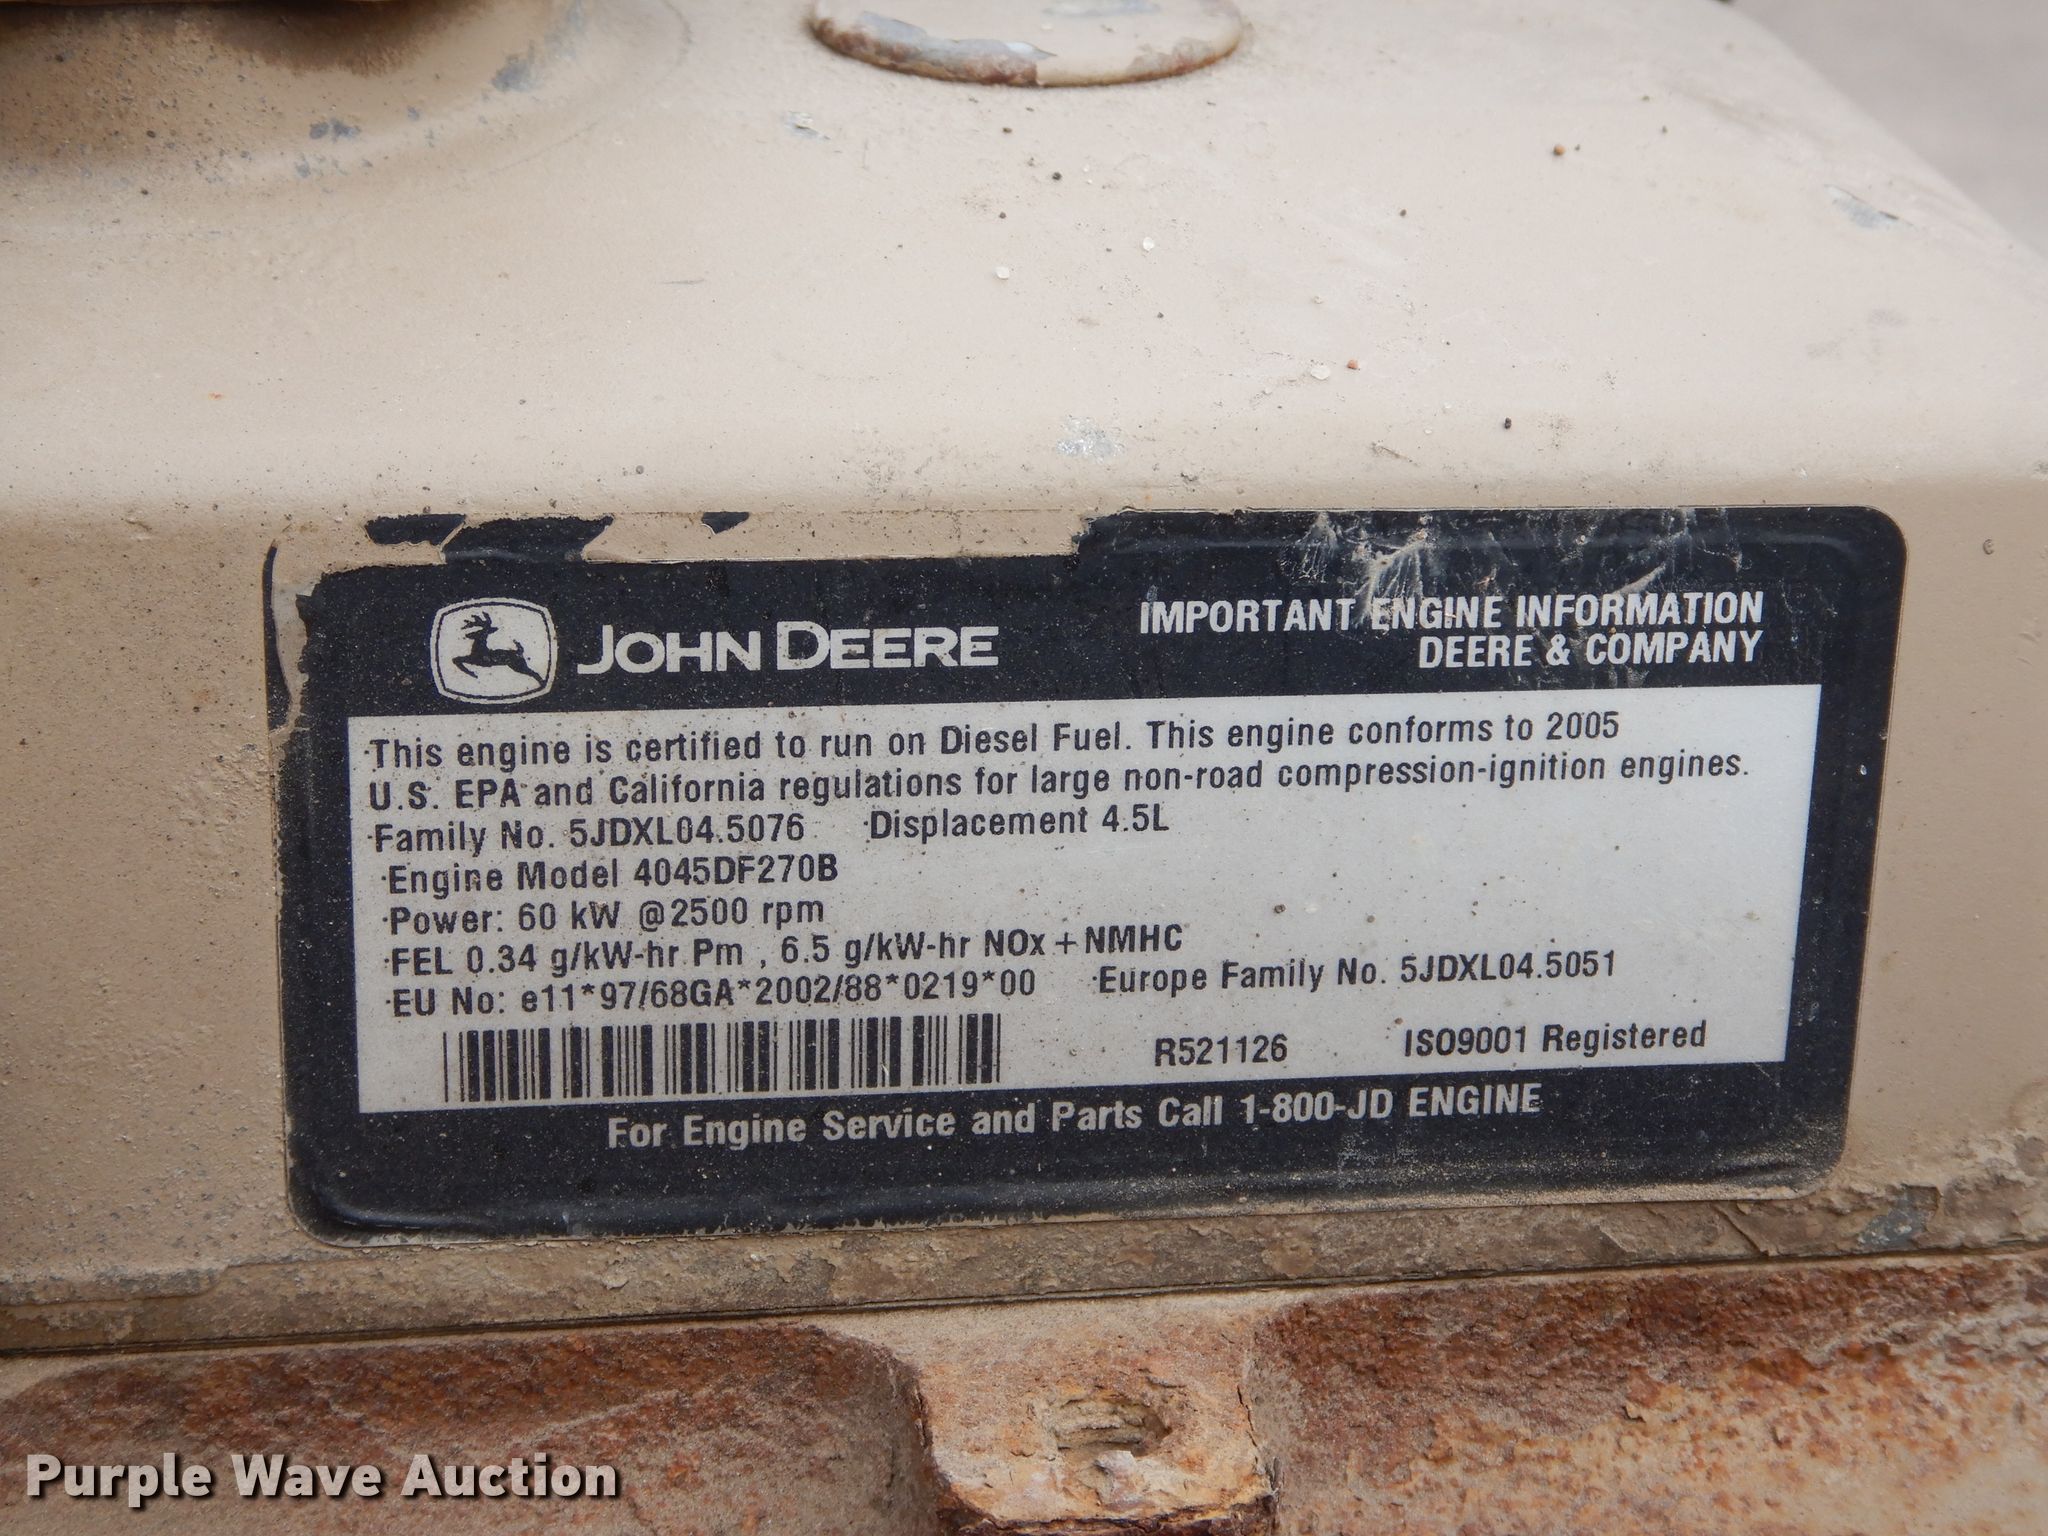 JOHN DEERE
IMPORTANT ENGINE INFORMATION
DEERE & COMPANY
·This engine is certified to run on Diesel Fuel. This engine conforms to 2005
U.S. EPA and California regulations for large non-road compression-ignition engines.
·Family No. 5JDXL04.5076 ·Displacement 4.5L
·Engine Model 4045DF270B
·Power: 60 kW @2500 rpm
·FEL 0.34 g/kW-hr Pm , 6.5 g/kW-hr NOx + NMHC
·EU No: e11*97/68GA*2002/88*0219*00 ·Europe Family No. 5JDXL04.5051
R521126 ISO9001 Registered
For Engine Service and Parts Call 1-800-JD ENGINE
Purple Wave Auction